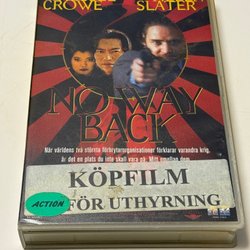 CROWE SLATER
NO WAY
BACK
När världens två största förbrytarorganisationer förklarar varandra krig.
är det en plats du inte skall vara på: Mitt emellan dem
ACTION
KÖPFILM
FÖR UTHYRNING